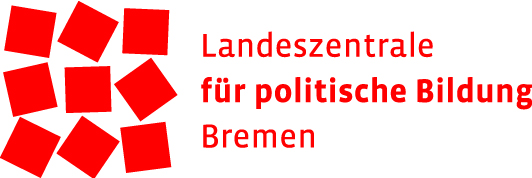 Landeszentrale
für politische Bildung
Bremen